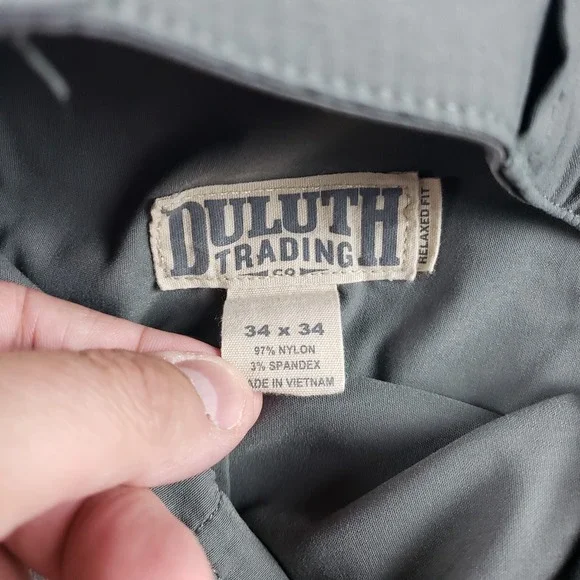 DULUTH
TRADING
CO
RELAXED FIT
34 x 34
97% NYLON
3% SPANDEX
ADE IN VIETNAM